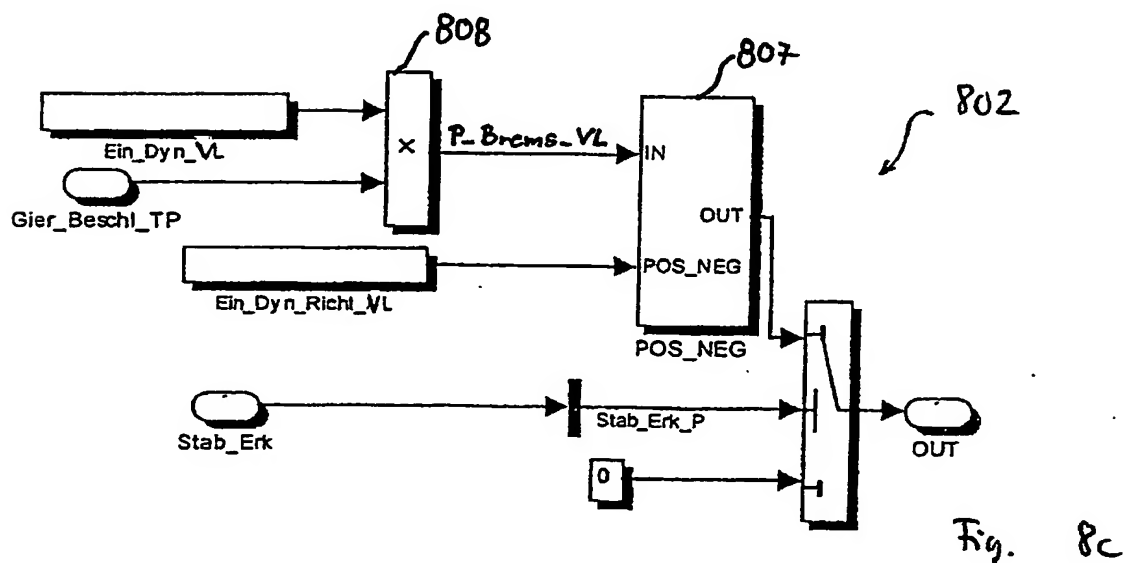 808
807
802
Ein_Dyn_VL
×
P_Brems_VL
IN
Gier_Beschl_TP
OUT
Ein_Dyn_Richt_VL
POS_NEG
POS_NEG
Stab_Erk
Stab_Erk_P
OUT
0
Fig. 8c